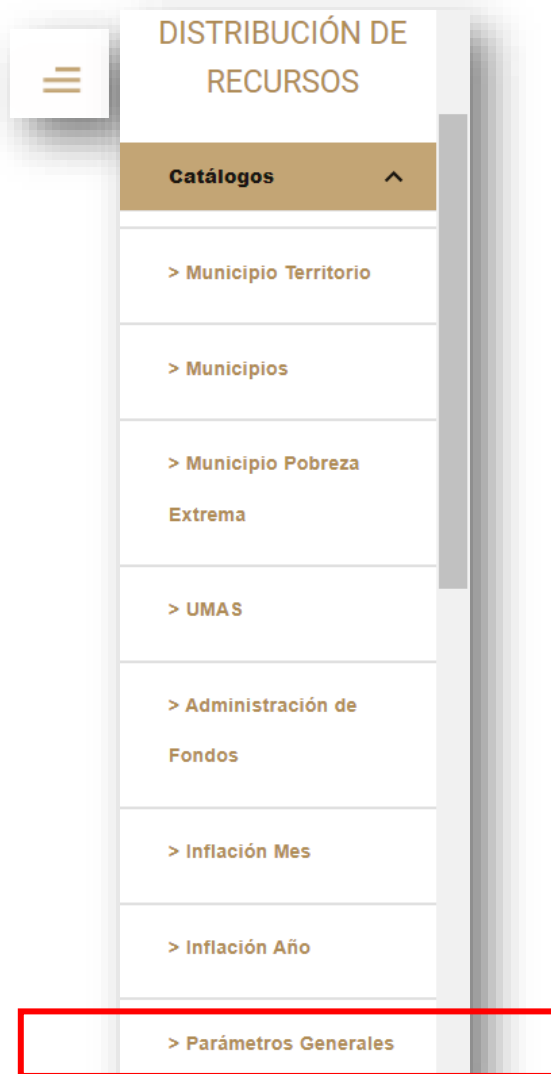 DISTRIBUCIÓN DE
RECURSOS
Catálogos
> Municipio Territorio
> Municipios
> Municipio Pobreza
Extrema
> UMAS
> Administración de
Fondos
> Inflación Mes
> Inflación Año
> Parámetros Generales